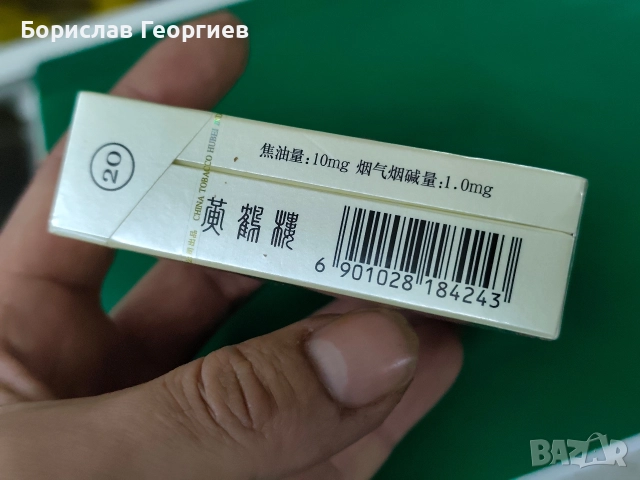 Борислав Георгиев
20
焦油量:10mg 烟气烟碱量:1.0mg
CHINA TOBACCO HUBEI
黄鹤楼
6 901028 184243
BAZAR